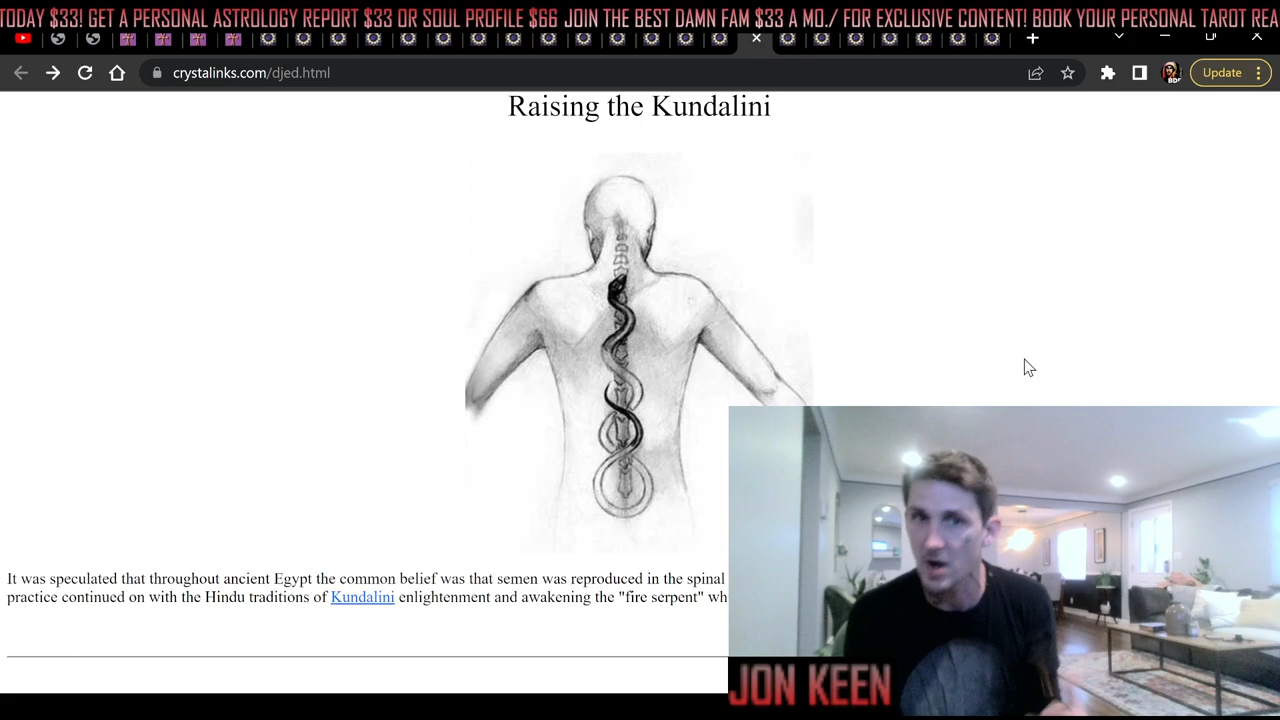 TODAY $33! GET A PERSONAL ASTROLOGY REPORT $33 OR SOUL PROFILE $66 JOIN THE BEST DAMN FAM $33 A MO./ FOR EXCLUSIVE CONTENT! BOOK YOUR PERSONAL TAROT REA
crystalinks.com/djed.html
Update
Raising the Kundalini
It was speculated that throughout ancient Egypt the common belief was that semen was reproduced in the spinal
practice continued on with the Hindu traditions of Kundalini enlightenment and awakening the "fire serpent" wh
JON KEEN